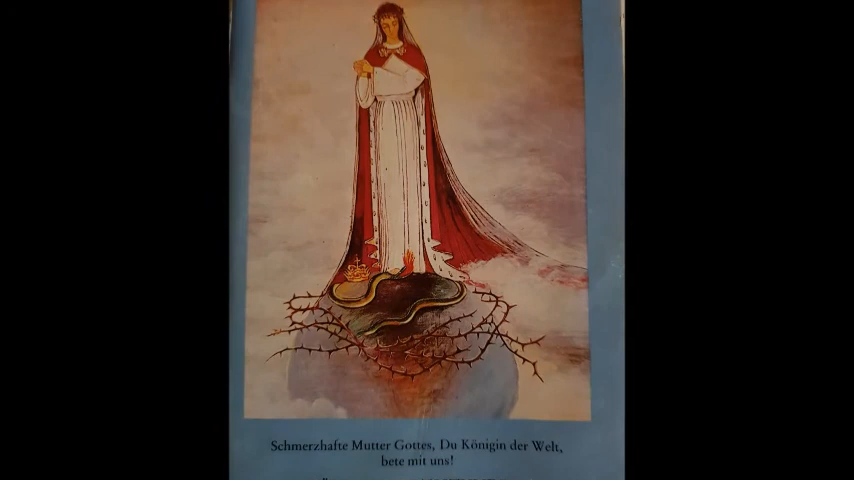 Schmerzhafte Mutter Gottes, Du Königin der Welt,
bete mit uns!